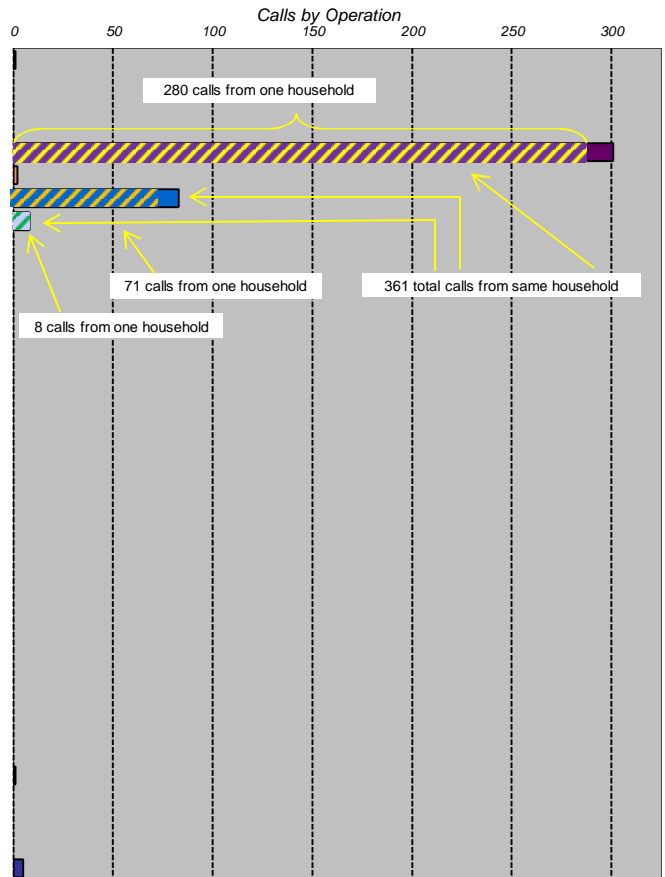 Calls by Operation
0 50 100 150 200 250 300
280 calls from one household
71 calls from one household
361 total calls from same household
8 calls from one household